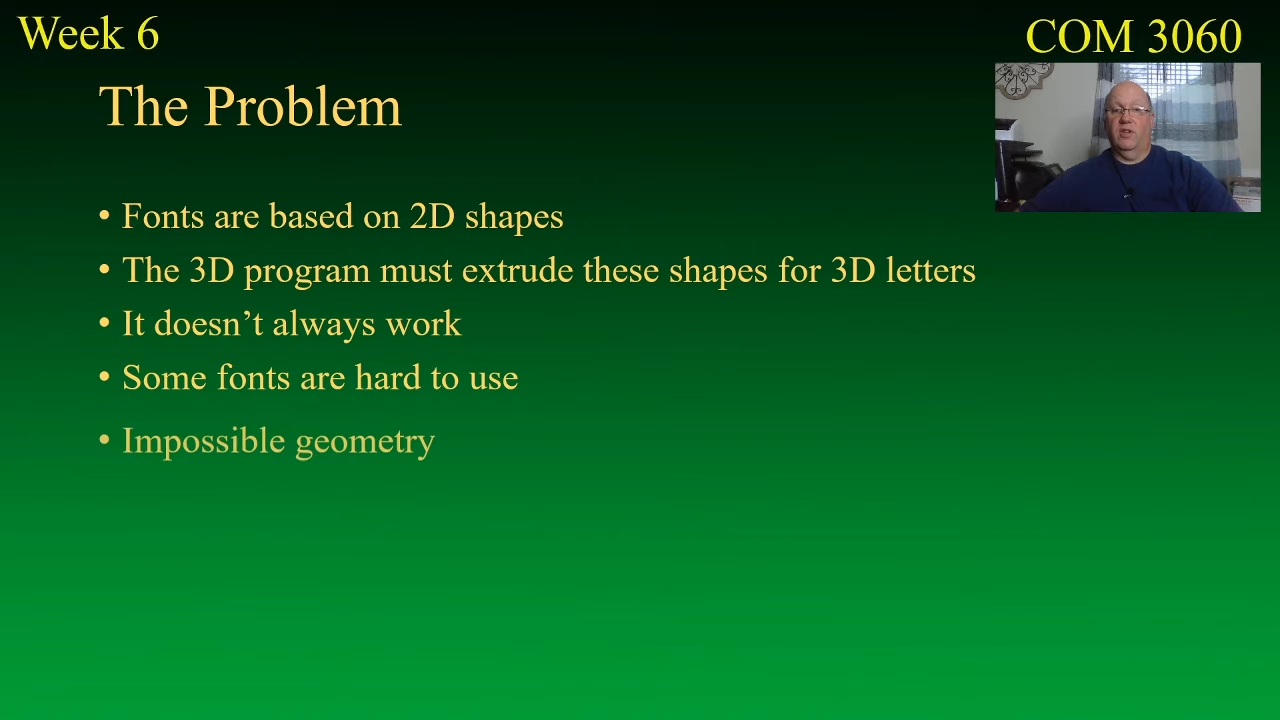 Week 6
COM 3060
The Problem
• Fonts are based on 2D shapes
• The 3D program must extrude these shapes for 3D letters
• It doesn’t always work
• Some fonts are hard to use
• Impossible geometry